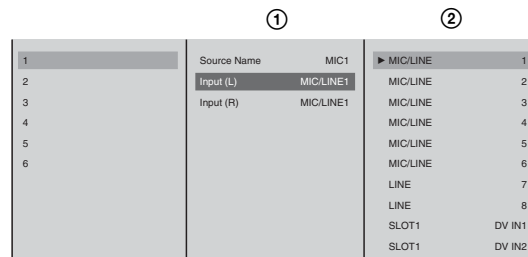 ① ②
1
2
3
4
5
6
Source Name MIC1
Input (L) MIC/LINE1
Input (R) MIC/LINE1
► MIC/LINE 1
MIC/LINE 2
MIC/LINE 3
MIC/LINE 4
MIC/LINE 5
MIC/LINE 6
LINE 7
LINE 8
SLOT1 DV IN1
SLOT1 DV IN2